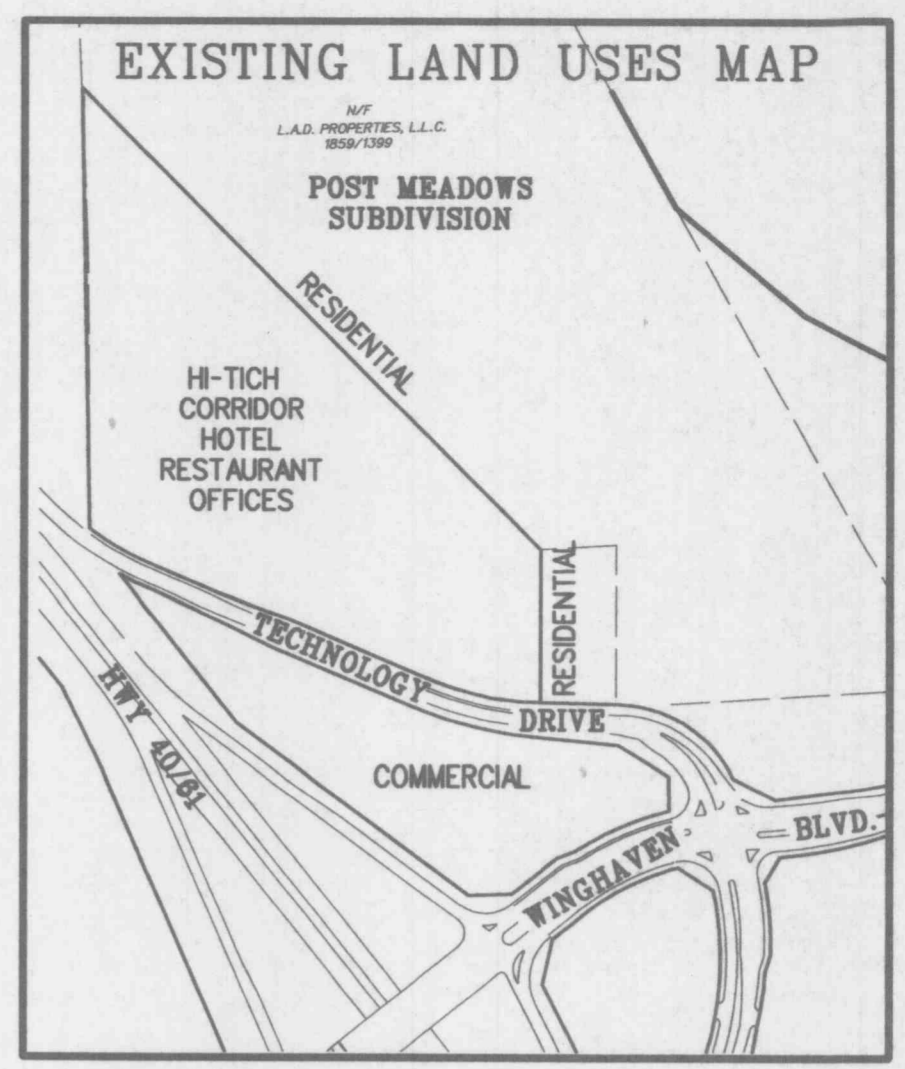 EXISTING LAND USES MAP
N/F
L.A.D. PROPERTIES, L.L.C.
1859/1399
POST MEADOWS
SUBDIVISION
RESIDENTIAL
HI-TICH
CORRIDOR
HOTEL
RESTAURANT
OFFICES
RESIDENTIAL
TECHNOLOGY DRIVE
HWY 40/61
COMMERCIAL
WINGHAVEN BLVD.